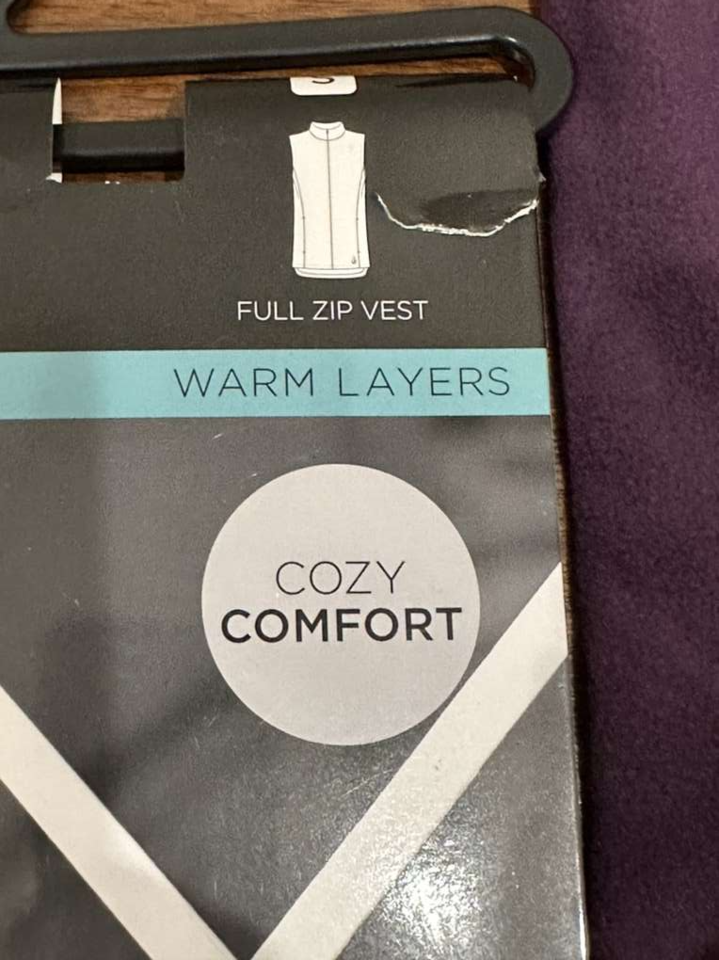 FULL ZIP VEST
WARM LAYERS
COZY
COMFORT